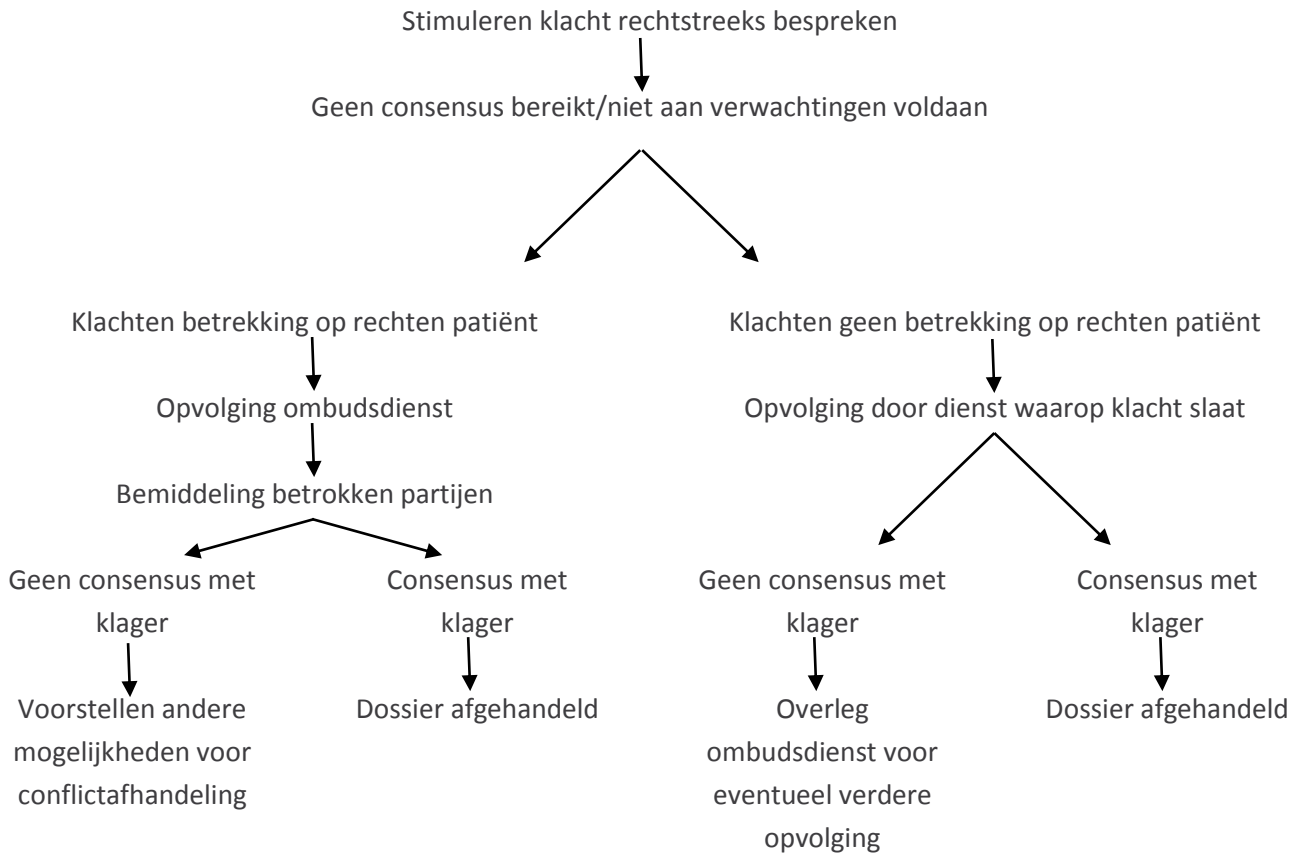 Stimuleren klacht rechtstreeks bespreken
Geen consensus bereikt/niet aan verwachtingen voldaan
Klachten betrekking op rechten patiënt
Klachten geen betrekking op rechten patiënt
Opvolging ombudsdienst
Opvolging door dienst waarop klacht slaat
Bemiddeling betrokken partijen
Geen consensus met
klager
Consensus met
klager
Geen consensus met
klager
Consensus met
klager
Voorstellen andere
mogelijkheden voor
conflictafhandeling
Dossier afgehandeld
Overleg
ombudsdienst voor
eventueel verdere
opvolging
Dossier afgehandeld